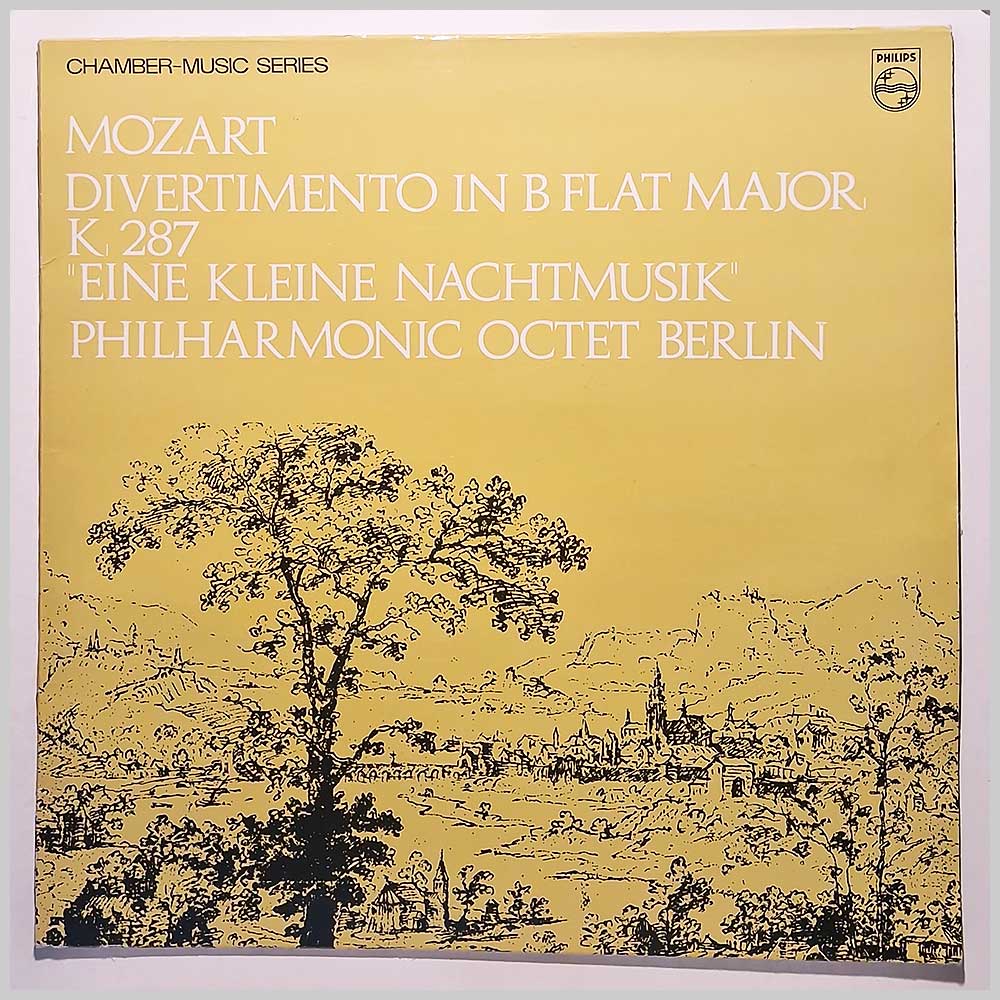 CHAMBER-MUSIC SERIES
PHILIPS
MOZART
DIVERTIMENTO IN B FLAT MAJOR,
K. 287
"EINE KLEINE NACHTMUSIK"
PHILHARMONIC OCTET BERLIN